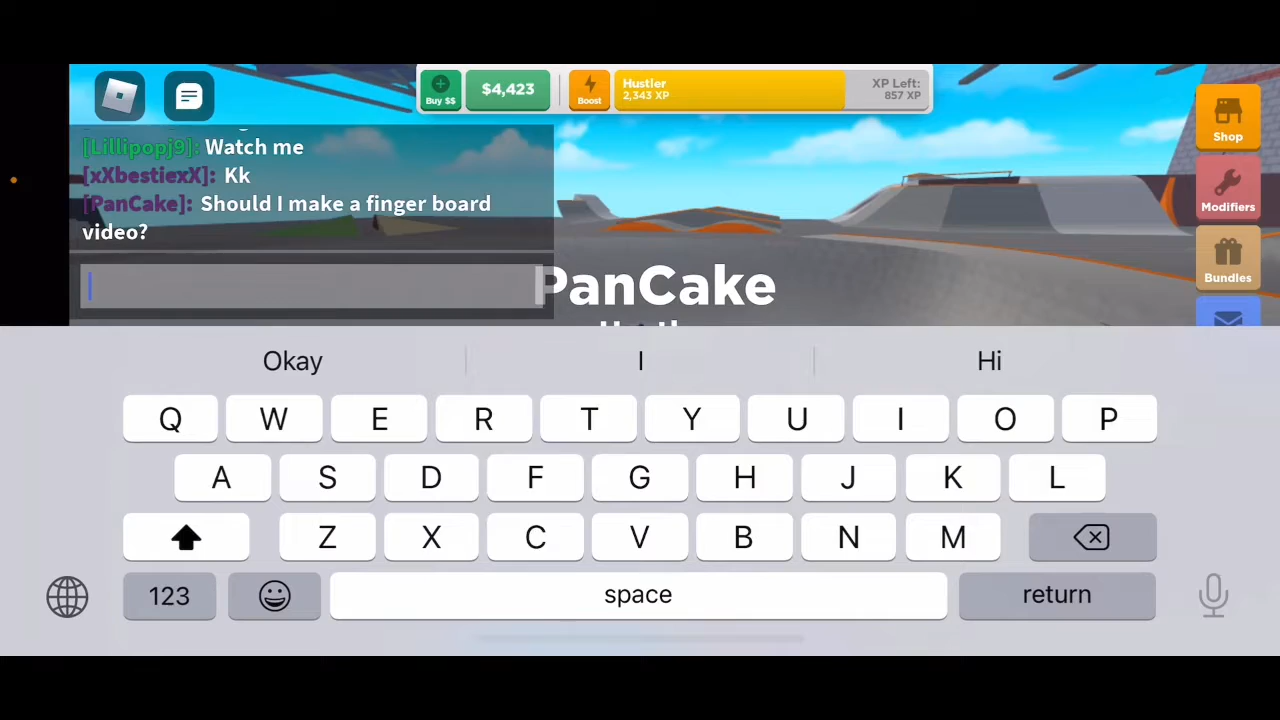 Buy $$
$4,423
Boost
Hustler
2,343 XP
XP Left:
857 XP
Shop
Modifiers
Bundles
[Lillipopj9]: Watch me
[xXbestiexX]: Kk
[PanCake]: Should I make a finger board
video?
PanCake
Okay I Hi
Q W E R T Y U I O P
A S D F G H J K L
Z X C V B N M
123 space return